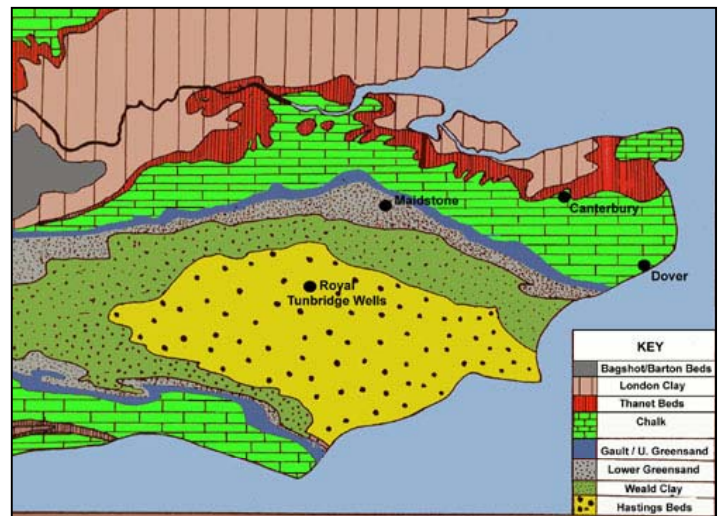 Maidstone
Canterbury
Dover
Royal
Tunbridge Wells
KEY
Bagshot/Barton Beds
London Clay
Thanet Beds
Chalk
Gault / U. Greensand
Lower Greensand
Weald Clay
Hastings Beds